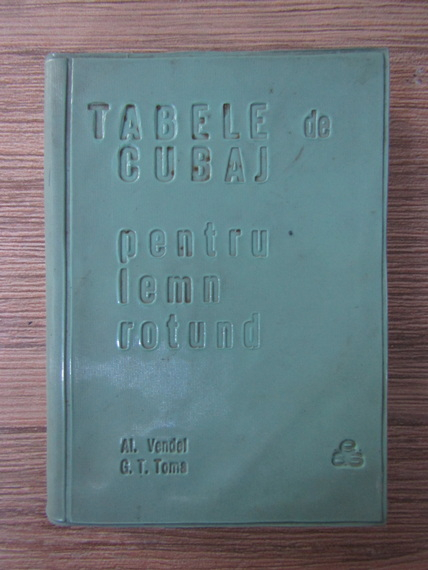 TABELE de
CUBAJ
pentru
lemn
rotund
Al. Vendel
G. T. Toma